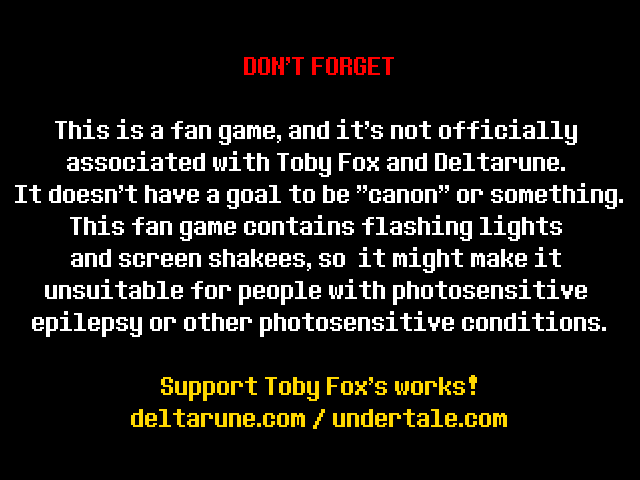 DON'T FORGET
This is a fan game, and it's not officially
associated with Toby Fox and Deltarune.
It doesn't have a goal to be "canon" or something.
This fan game contains flashing lights
and screen shakees, so  it might make it
unsuitable for people with photosensitive
epilepsy or other photosensitive conditions.
Support Toby Fox's works!
deltarune.com / undertale.com